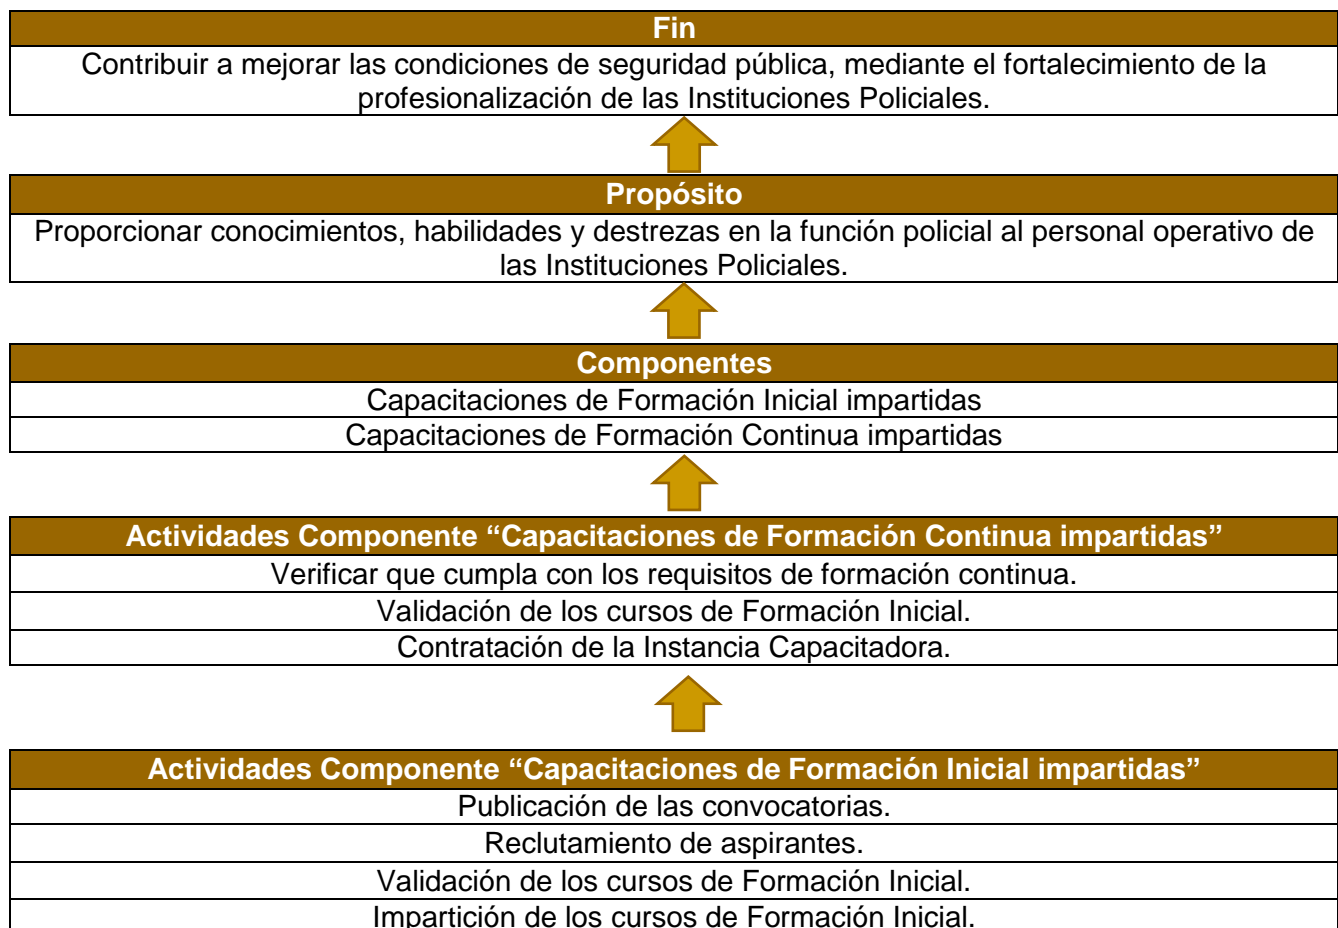 Fin
Contribuir a mejorar las condiciones de seguridad pública, mediante el fortalecimiento de la
profesionalización de las Instituciones Policiales.
Propósito
Proporcionar conocimientos, habilidades y destrezas en la función policial al personal operativo de
las Instituciones Policiales.
Componentes
Capacitaciones de Formación Inicial impartidas
Capacitaciones de Formación Continua impartidas
Actividades Componente “Capacitaciones de Formación Continua impartidas”
Verificar que cumpla con los requisitos de formación continua.
Validación de los cursos de Formación Inicial.
Contratación de la Instancia Capacitadora.
Actividades Componente “Capacitaciones de Formación Inicial impartidas”
Publicación de las convocatorias.
Reclutamiento de aspirantes.
Validación de los cursos de Formación Inicial.
Impartición de los cursos de Formación Inicial.